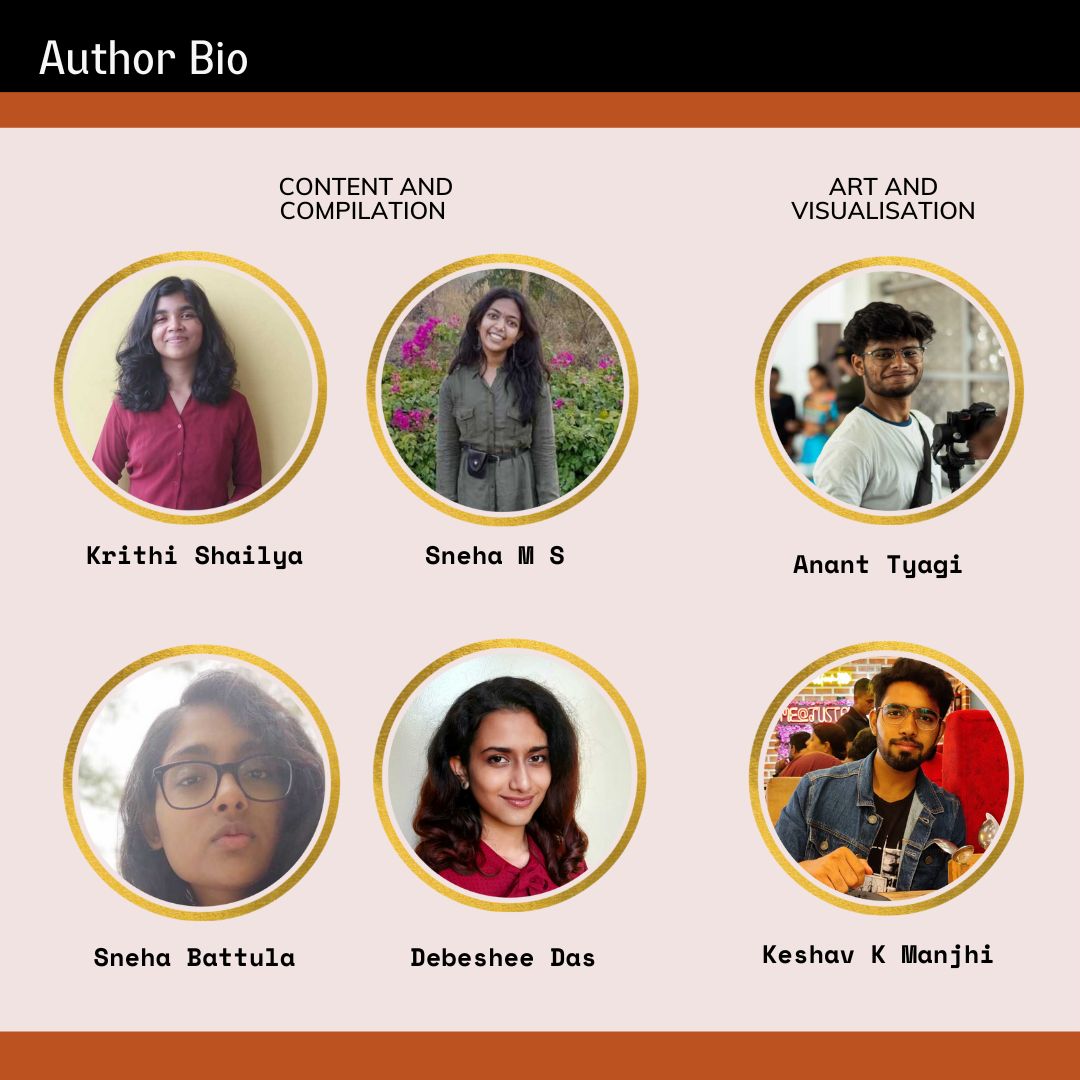 Author Bio
CONTENT AND
COMPILATION
ART AND
VISUALISATION
Krithi Shailya
Sneha M S
Anant Tyagi
Sneha Battula
Debeshee Das
Keshav K Manjhi